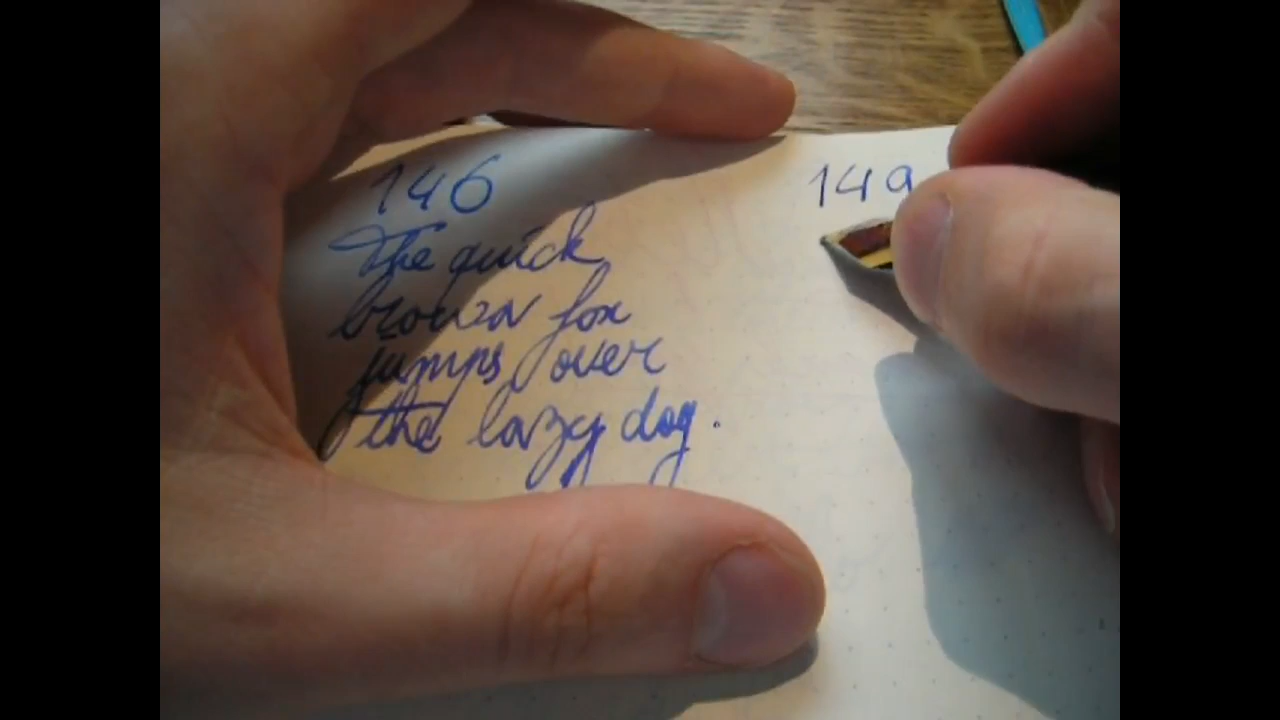 146
The quick
brown fox
jumps over
the lazy dog.
149